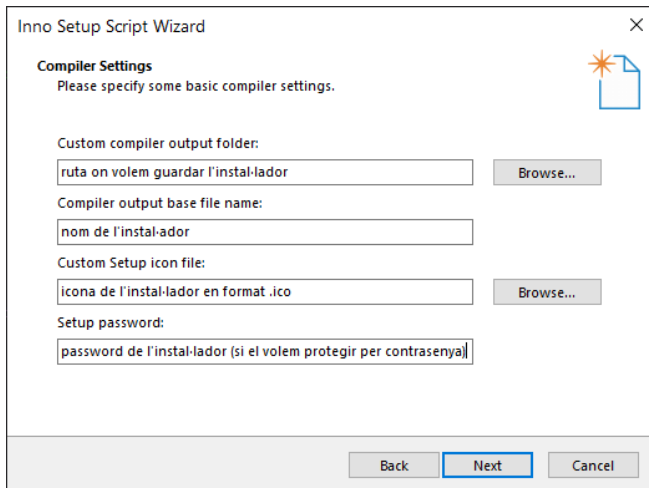 Inno Setup Script Wizard
Compiler Settings
Please specify some basic compiler settings.
Custom compiler output folder:
ruta on volem guardar l'instal·lador
Browse...
Compiler output base file name:
nom de l'instal·ador
Custom Setup icon file:
icona de l'instal·lador en format .ico
Browse...
Setup password:
password de l'instal·lador (si el volem protegir per contrasenya)
Back
Next
Cancel